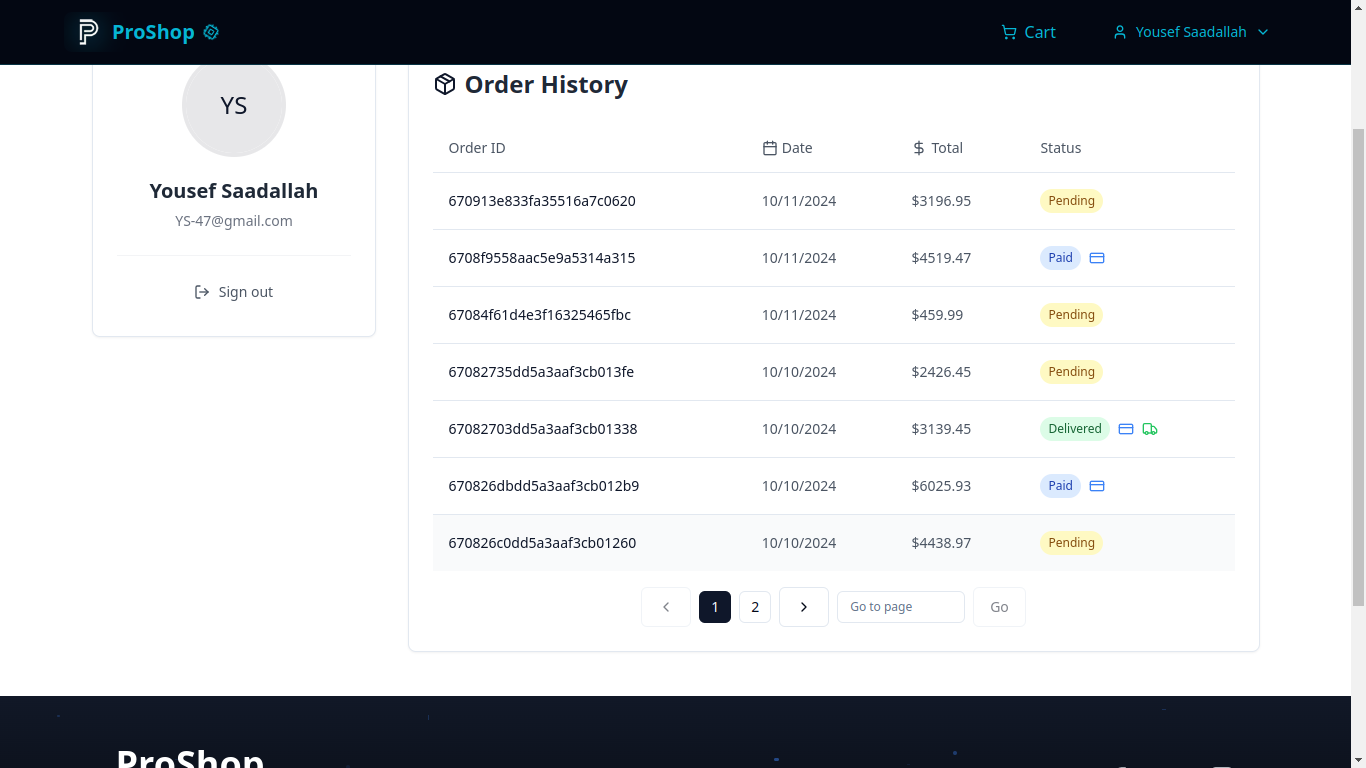 ProShop
Cart
Yousef Saadallah
YS
Yousef Saadallah
YS-47@gmail.com
Sign out
Order History
Order ID Date Total Status
670913e833fa35516a7c0620 10/11/2024 $3196.95 Pending
6708f9558aac5e9a5314a315 10/11/2024 $4519.47 Paid
67084f61d4e3f16325465fbc 10/11/2024 $459.99 Pending
67082735dd5a3aaf3cb013fe 10/10/2024 $2426.45 Pending
67082703dd5a3aaf3cb01338 10/10/2024 $3139.45 Delivered
670826dbdd5a3aaf3cb012b9 10/10/2024 $6025.93 Paid
670826c0dd5a3aaf3cb01260 10/10/2024 $4438.97 Pending
1 2 Go to page Go
ProShop